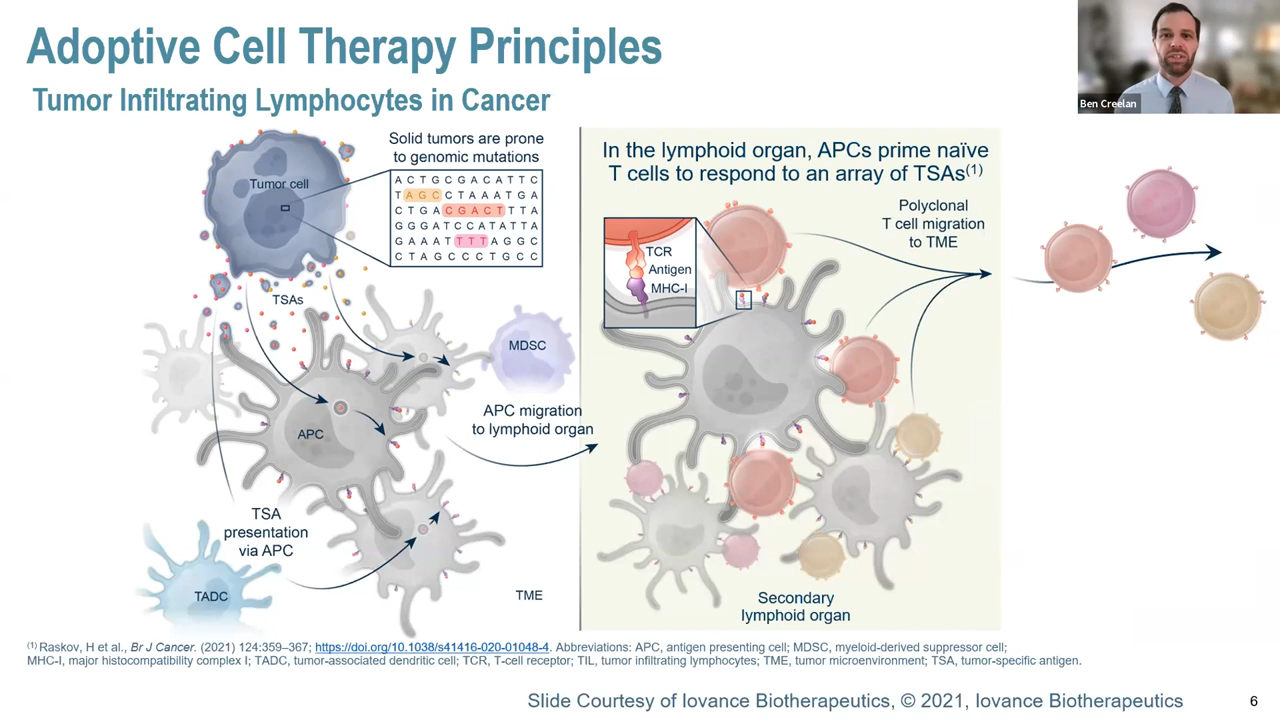 Adoptive Cell Therapy Principles
Tumor Infiltrating Lymphocytes in Cancer
Ben Creelan
Solid tumors are prone
to genomic mutations
Tumor cell
A C T G C G A C A T T C
T A G C C T A A A T G A
C T G A C G A C T T T A
G G G A T C C A T A T T A
G A A A T T T T A G G C
C T A G C C C T G C C
TSAs
MDSC
APC
APC migration
to lymphoid organ
TSA
presentation
via APC
TADC
TME
In the lymphoid organ, APCs prime naïve
T cells to respond to an array of TSAs(1)
TCR
Antigen
MHC-I
Polyclonal
T cell migration
to TME
Secondary
lymphoid organ
(1) Raskov, H et al., Br J Cancer. (2021) 124:359–367; https://doi.org/10.1038/s41416-020-01048-4. Abbreviations: APC, antigen presenting cell; MDSC, myeloid-derived suppressor cell;
MHC-I, major histocompatibility complex I; TADC, tumor-associated dendritic cell; TCR, T-cell receptor; TIL, tumor infiltrating lymphocytes; TME, tumor microenvironment; TSA, tumor-specific antigen.
Slide Courtesy of Iovance Biotherapeutics, © 2021, Iovance Biotherapeutics
6